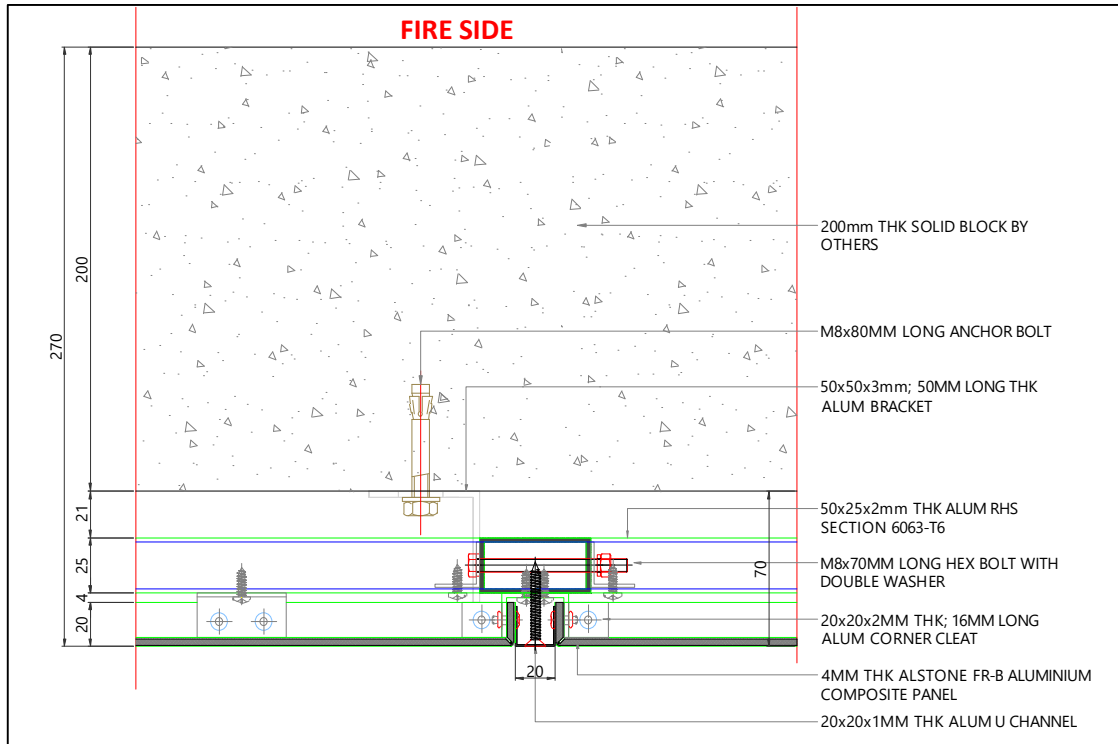 FIRE SIDE
270
200
21
25
4
20
70
20
200mm THK SOLID BLOCK BY
OTHERS
M8x80MM LONG ANCHOR BOLT
50x50x3mm; 50MM LONG THK
ALUM BRACKET
50x25x2mm THK ALUM RHS
SECTION 6063-T6
M8x70MM LONG HEX BOLT WITH
DOUBLE WASHER
20x20x2MM THK; 16MM LONG
ALUM CORNER CLEAT
4MM THK ALSTONE FR-B ALUMINIUM
COMPOSITE PANEL
20x20x1MM THK ALUM U CHANNEL